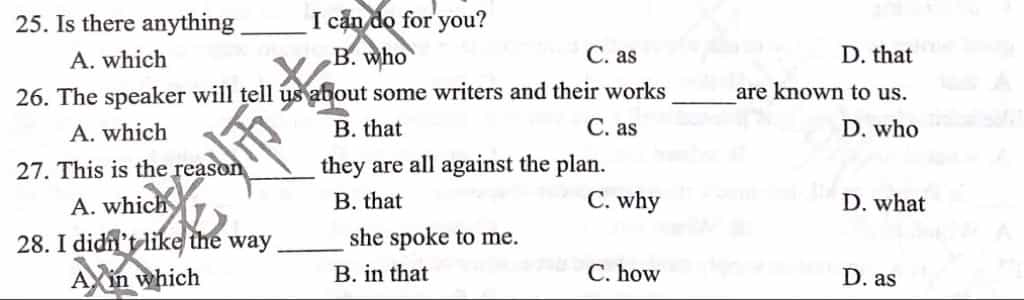 25. Is there anything ______ I can do for you?
A. which B. who C. as D. that
26. The speaker will tell us about some writers and their works ______ are known to us.
A. which B. that C. as D. who
27. This is the reason ______ they are all against the plan.
A. which B. that C. why D. what
28. I didn't like the way ______ she spoke to me.
A. in which B. in that C. how D. as